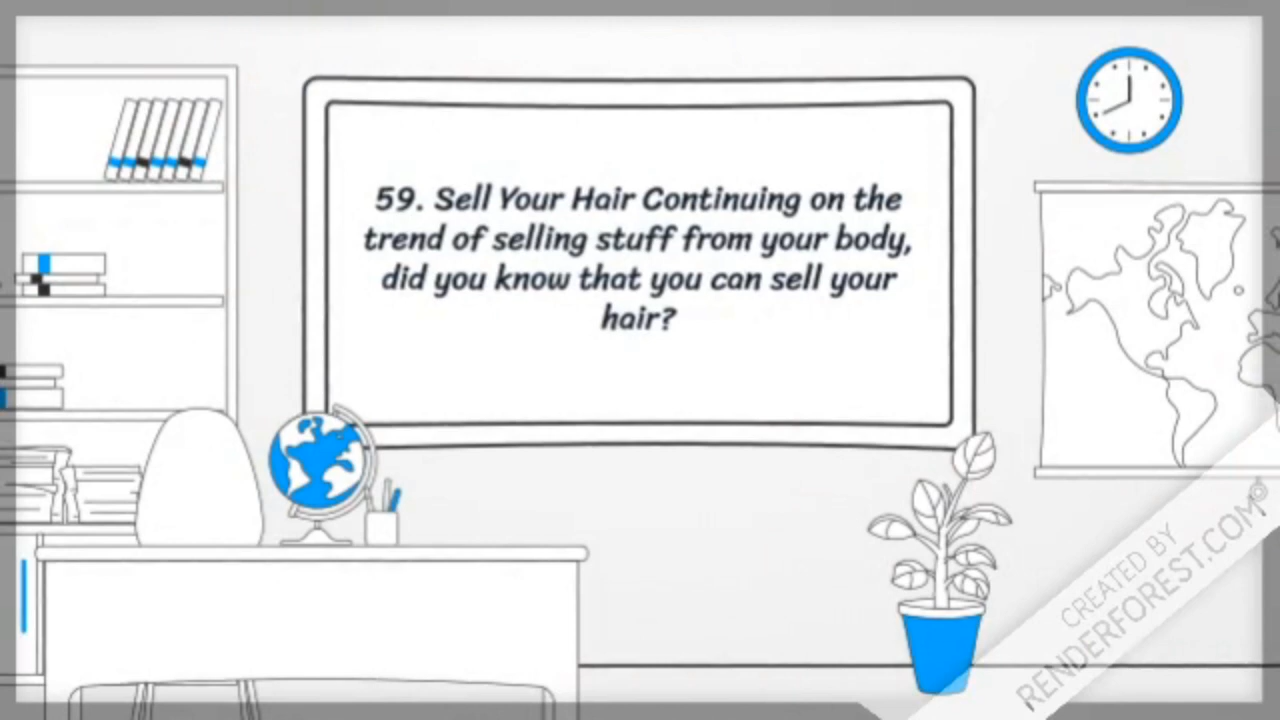 59. Sell Your Hair Continuing on the
trend of selling stuff from your body,
did you know that you can sell your
hair?
CREATED BY
RENDERFOREST.COM